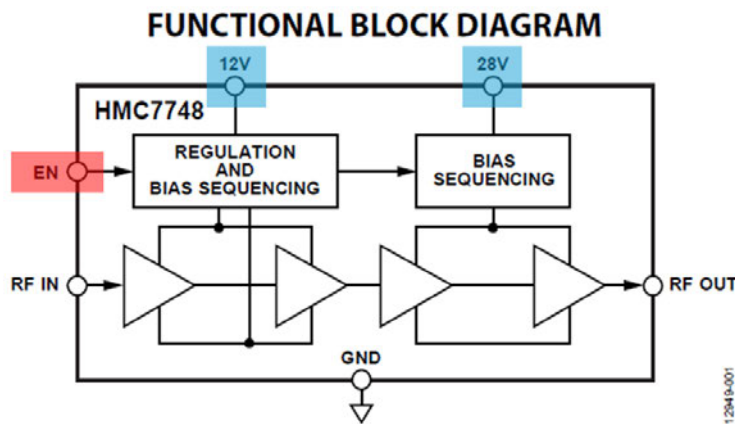 FUNCTIONAL BLOCK DIAGRAM
12V
28V
HMC7748
EN
REGULATION
AND
BIAS SEQUENCING
BIAS
SEQUENCING
RF IN
RF OUT
GND
12949-001